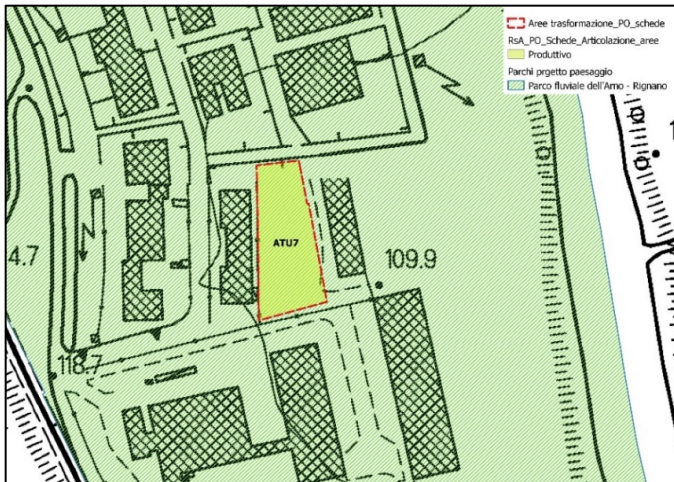 Aree trasformazione_PO_schede
RsA_PO_Schede_Articolazione_aree
Produttivo
Parchi prgetto paesaggio
Parco fluviale dell'Arno - Rignano
ATU7
4.7
109.9
118.7